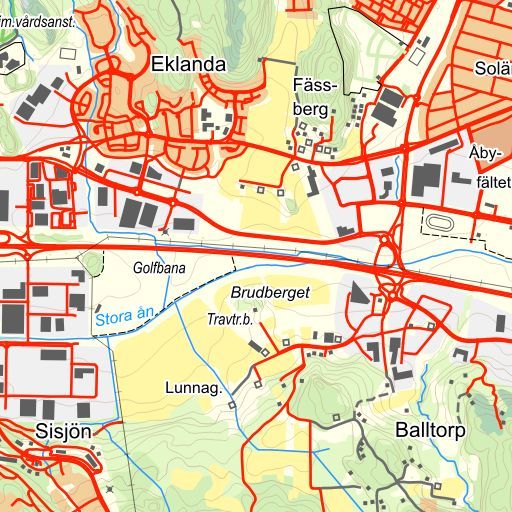 m.vårdsanst.
Eklanda
Fäss-
berg
Solä
Åby-
fältet
Golfbana
Brudberget
Stora ån
Travtr.b.
Lunnag.
Sisjön
Balltorp